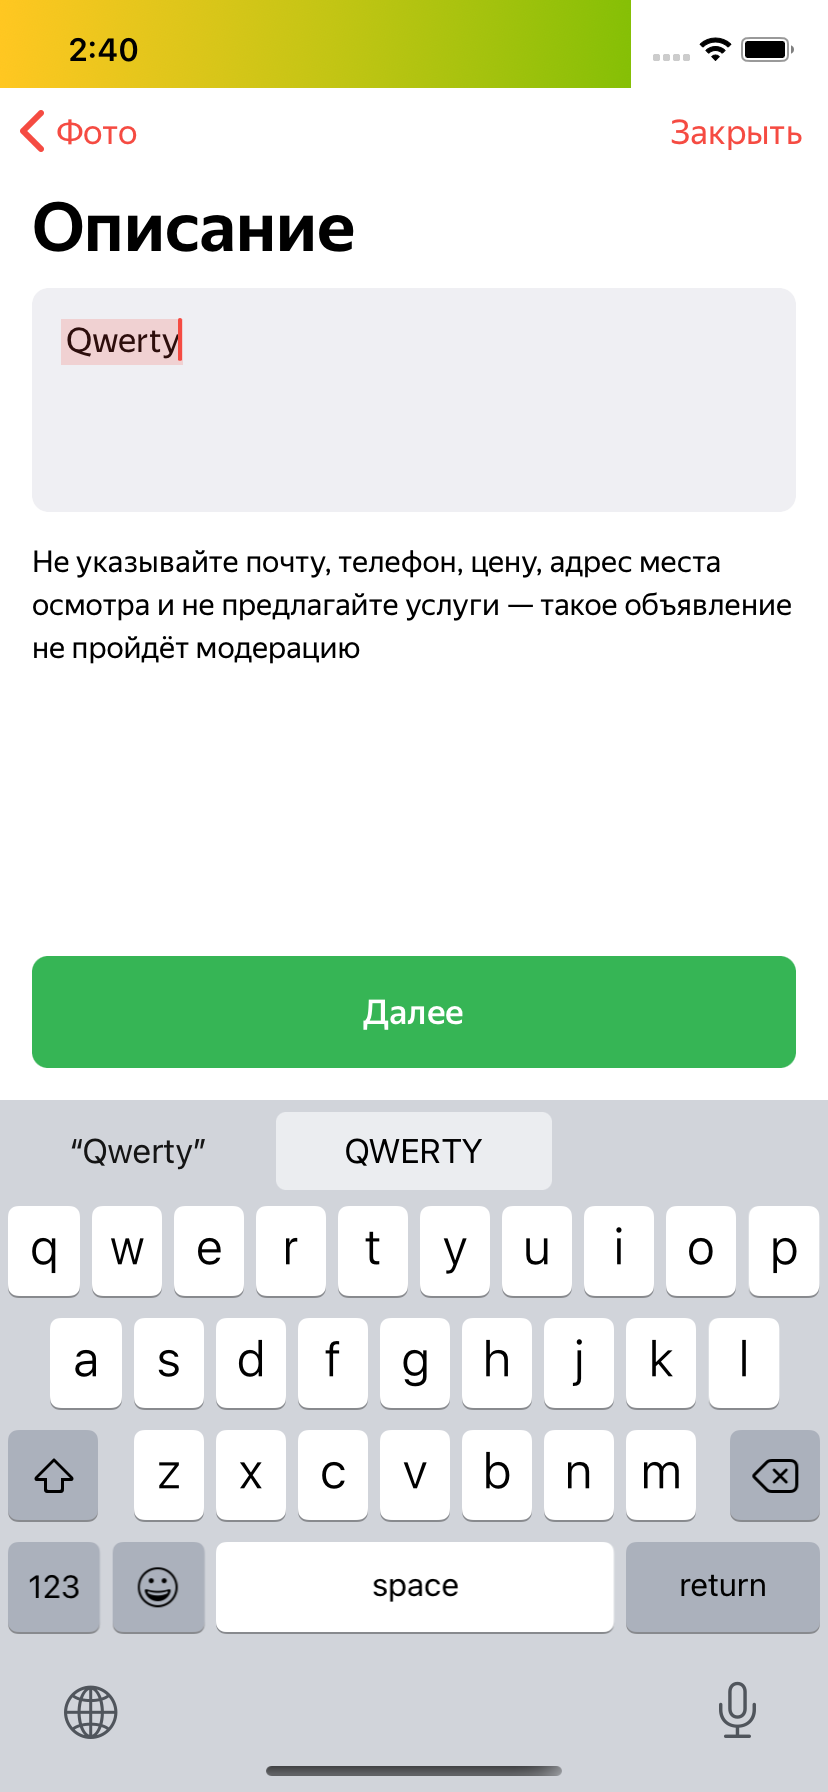 2:40
Фото
Закрыть
Описание
Qwerty
Не указывайте почту, телефон, цену, адрес места
осмотра и не предлагайте услуги — такое объявление
не пройдёт модерацию
Далее
“Qwerty”
QWERTY
q w e r t y u i o p
a s d f g h j k l
z x c v b n m
123
space
return